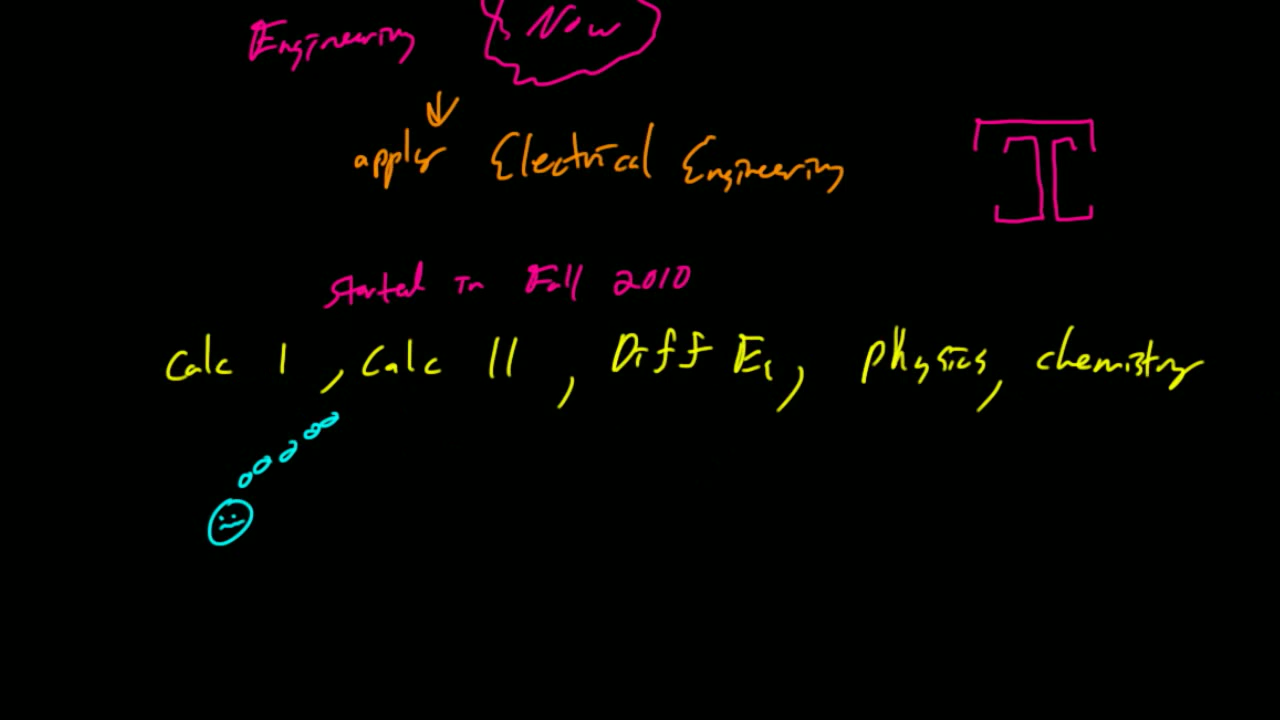 Engineering Now
apply Electrical Engineering
started in Fall 2010
Calc I, Calc II, Diff Eq, physics, chemistry